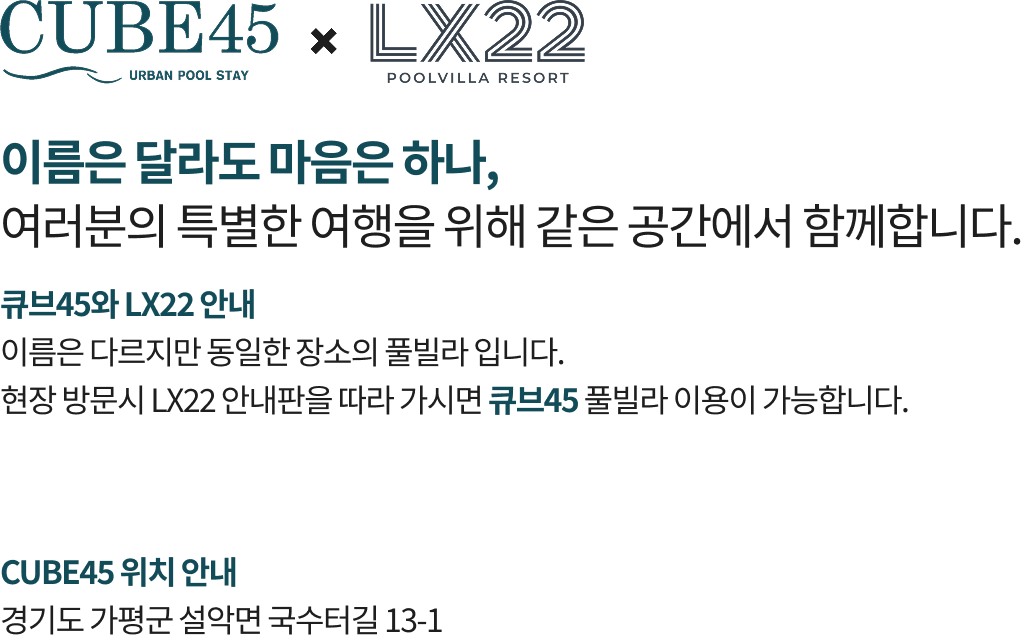 CUBE45
URBAN POOL STAY
×
LX22
POOLVILLA RESORT
이름은 달라도 마음은 하나,
여러분의 특별한 여행을 위해 같은 공간에서 함께합니다.
큐브45와 LX22 안내
이름은 다르지만 동일한 장소의 풀빌라 입니다.
현장 방문시 LX22 안내판을 따라 가시면 큐브45 풀빌라 이용이 가능합니다.
CUBE45 위치 안내
경기도 가평군 설악면 국수터길 13-1